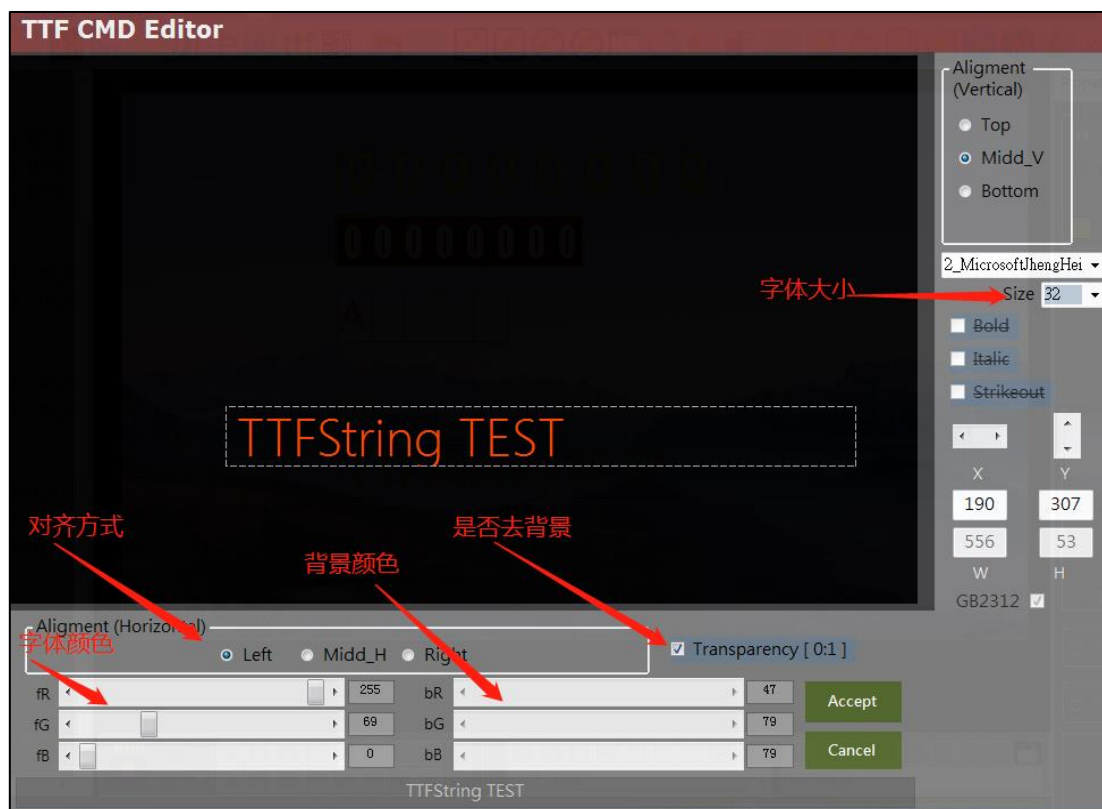 TTF CMD Editor
Aligment
(Vertical)
Top
Midd_V
Bottom
00000000
2_MicrosoftJhengHei
字体大小
Size 32
Bold
Italic
Strikeout
TTFString TEST
X Y
190 307
556 53
W H
GB2312
对齐方式
背景颜色
是否去背景
Aligment (Horizontal)
字体颜色
Left Midd_H Right
Transparency [ 0:1 ]
fR 255 bR 47
fG 69 bG 79
fB 0 bB 79
Accept
Cancel
TTFString TEST